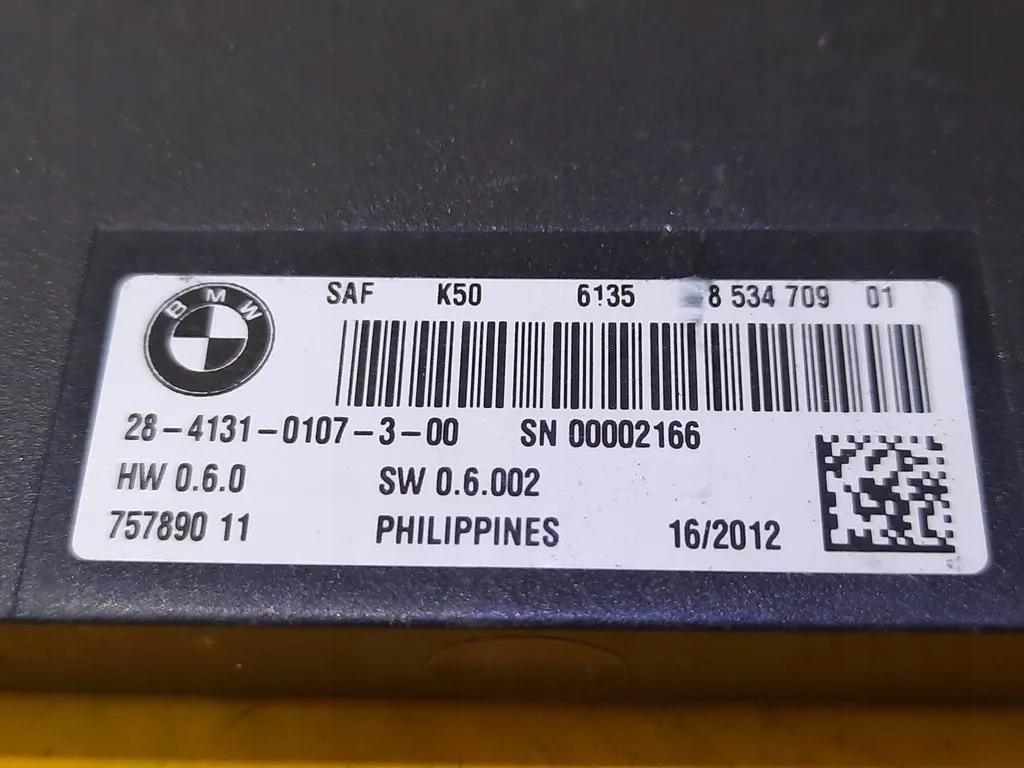 BMW
SAF K50 6135 8 534 709 01
28-4131-0107-3-00 SN 00002166
HW 0.6.0 SW 0.6.002
757890 11 PHILIPPINES 16/2012